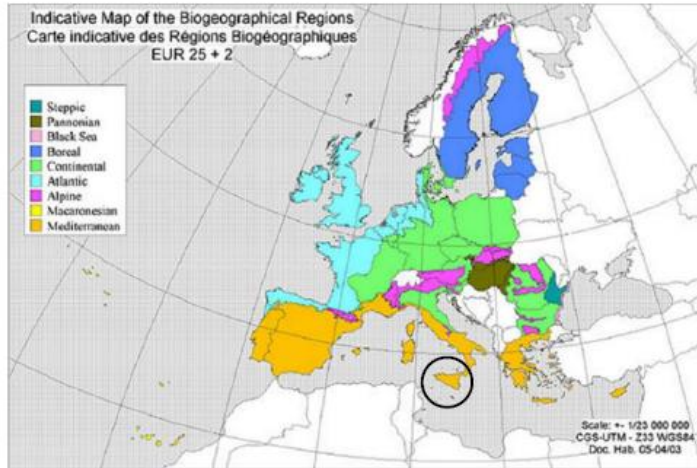 Indicative Map of the Biogeographical Regions
Carte indicative des Régions Biogéographiques
EUR 25 + 2
Steppic
Pannonian
Black Sea
Boreal
Continental
Atlantic
Alpine
Macaronesian
Mediterranean
Scale: +- 1/23 000 000
CGS-UTM - Z33 WGS84
Doc. Hab. 05-04/03